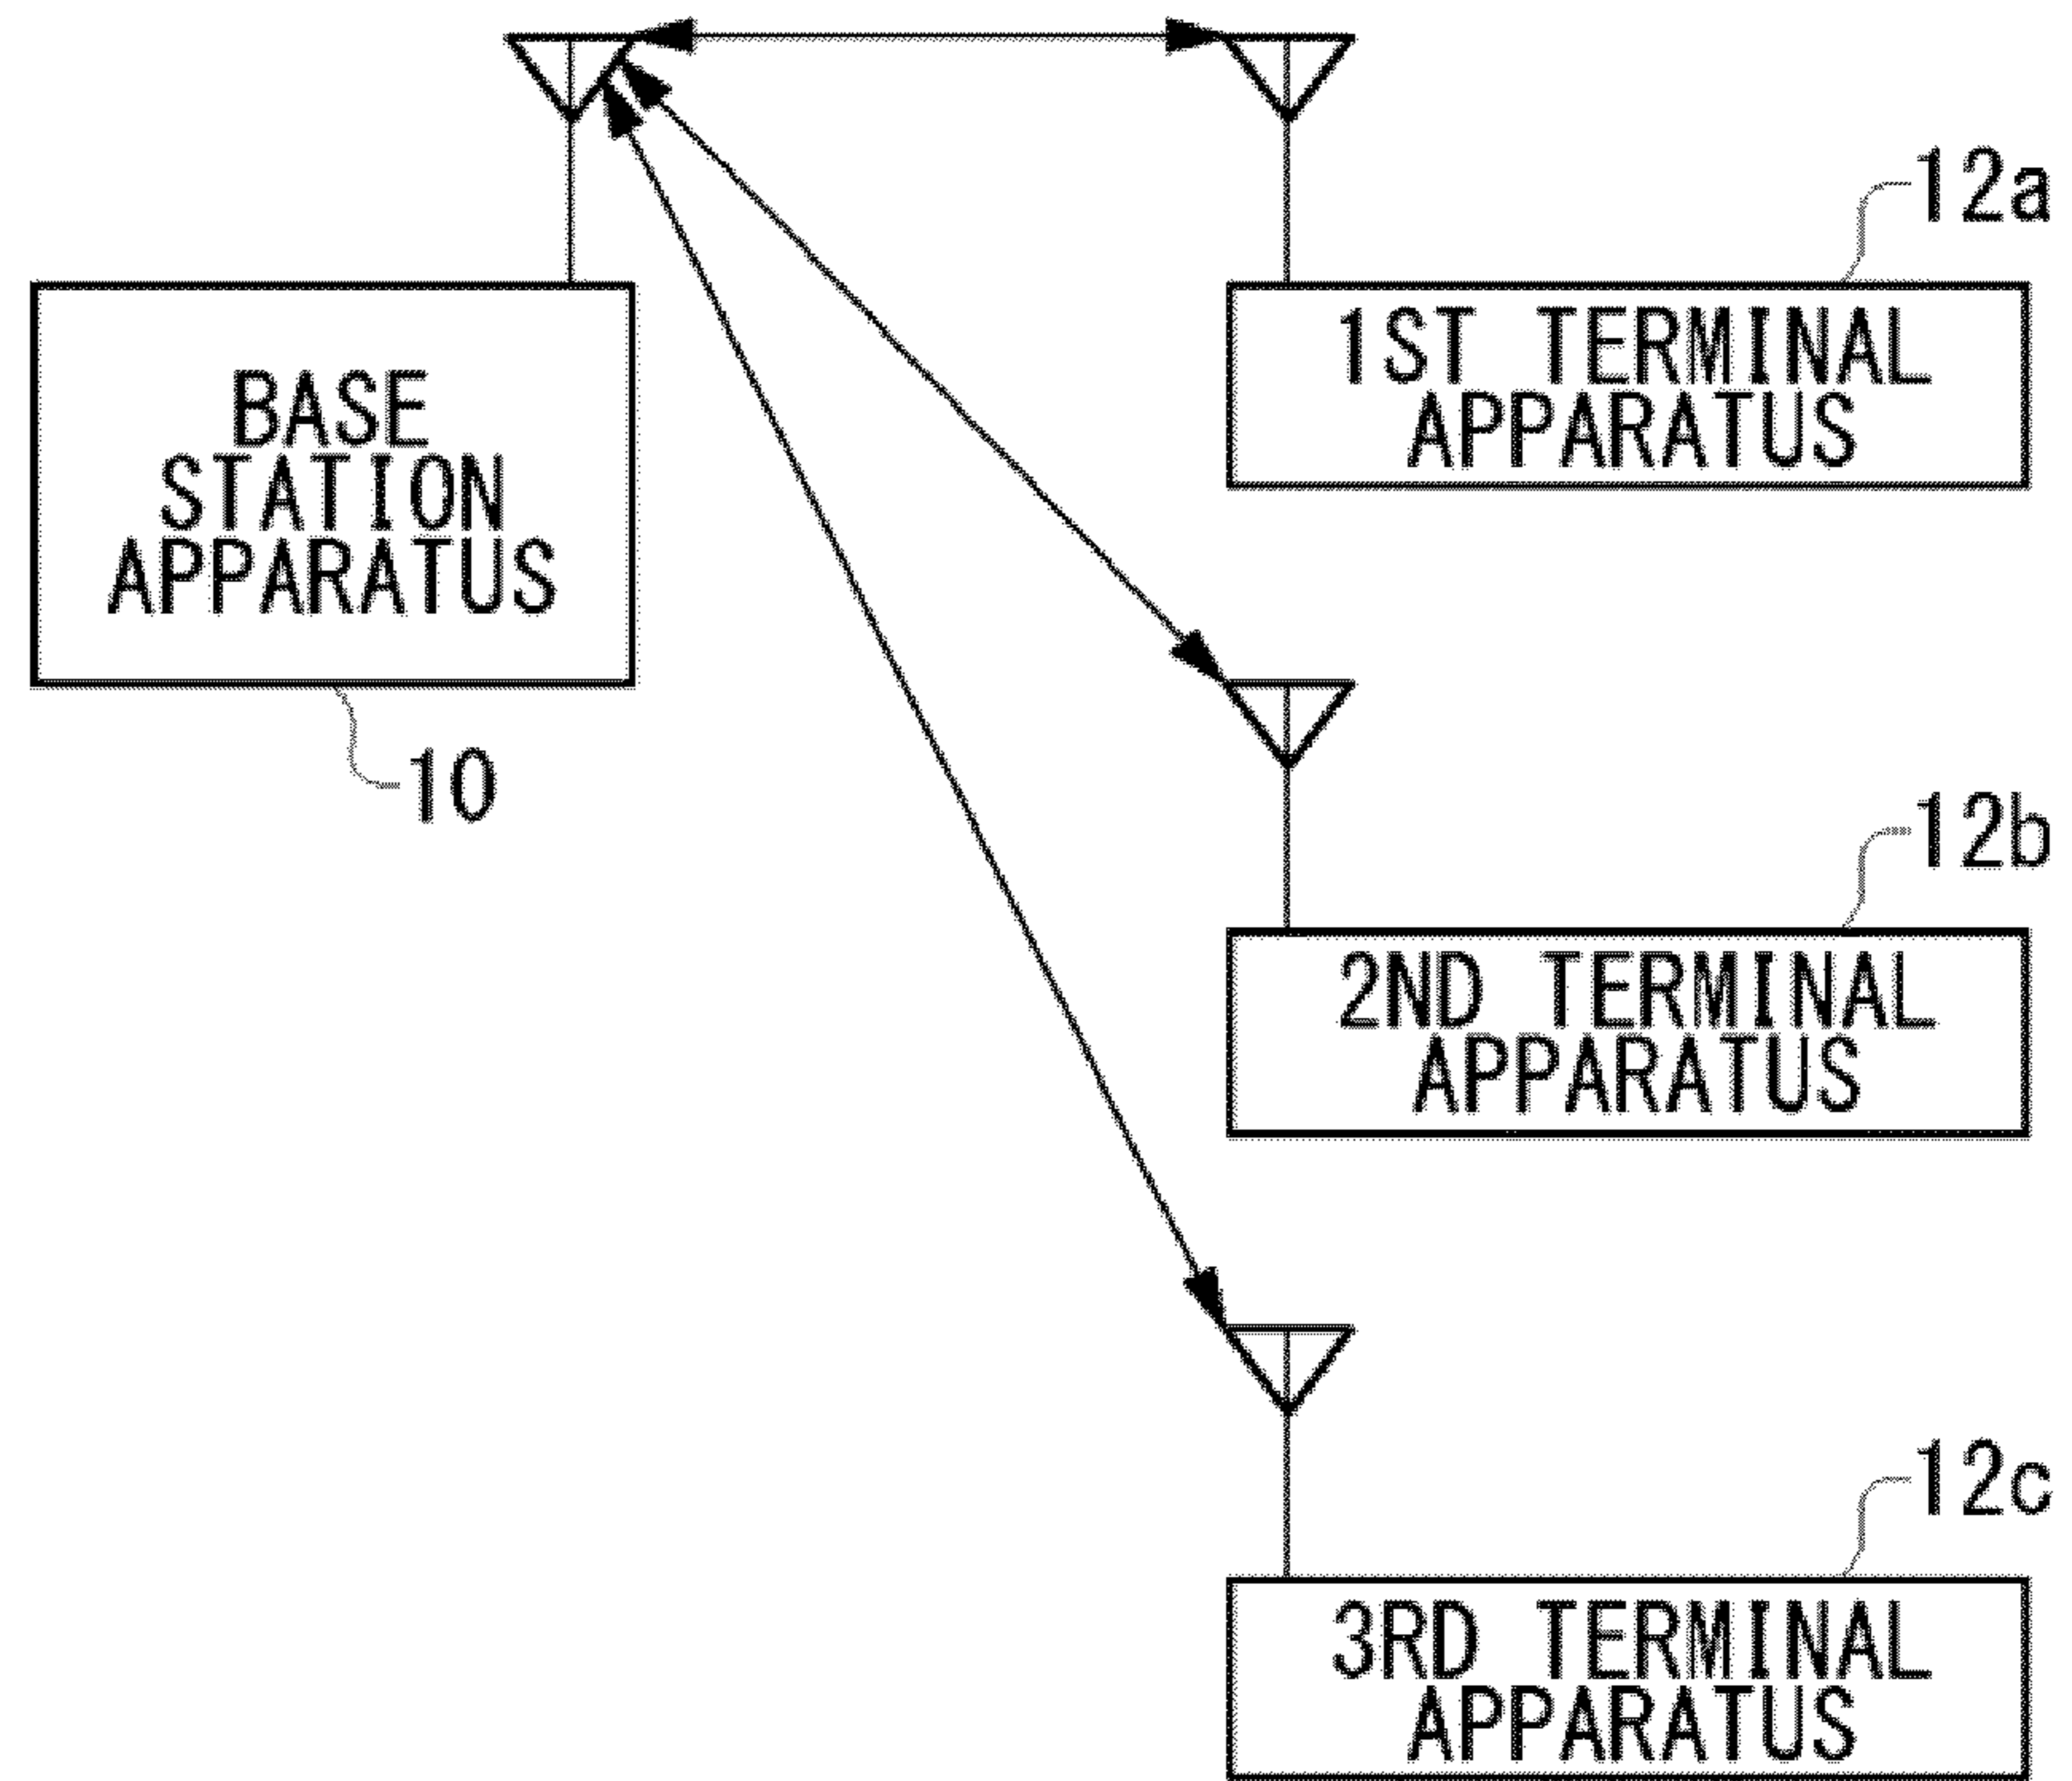 12a
1ST TERMINAL
APPARATUS
BASE
STATION
APPARATUS
10
12b
2ND TERMINAL
APPARATUS
12c
3RD TERMINAL
APPARATUS